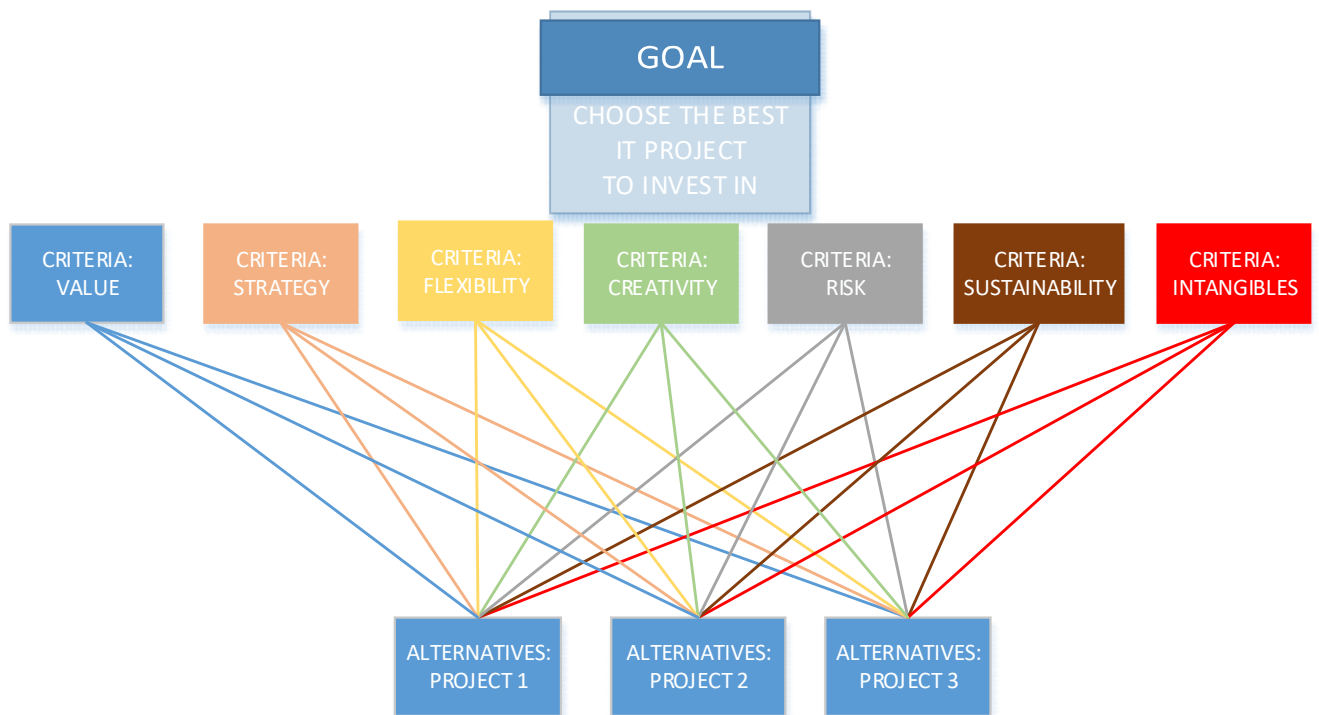 GOAL
CHOOSE THE BEST
IT PROJECT
TO INVEST IN
CRITERIA:
VALUE
CRITERIA:
STRATEGY
CRITERIA:
FLEXIBILITY
CRITERIA:
CREATIVITY
CRITERIA:
RISK
CRITERIA:
SUSTAINABILITY
CRITERIA:
INTANGIBLES
ALTERNATIVES:
PROJECT 1
ALTERNATIVES:
PROJECT 2
ALTERNATIVES:
PROJECT 3